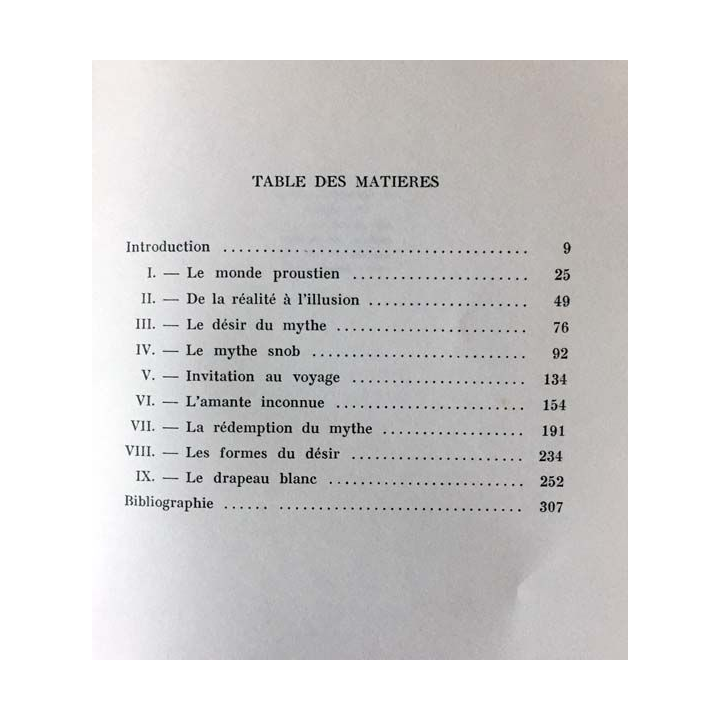 TABLE DES MATIERES
Introduction ........................................ 9
I. — Le monde proustien ........................ 25
II. — De la réalité à l'illusion ..................... 49
III. — Le désir du mythe ......................... 76
IV. — Le mythe snob ............................ 92
V. — Invitation au voyage ....................... 134
VI. — L'amante inconnue ......................... 154
VII. — La rédemption du mythe ................... 191
VIII. — Les formes du désir ....................... 234
IX. — Le drapeau blanc .......................... 252
Bibliographie ...... ................................ 307